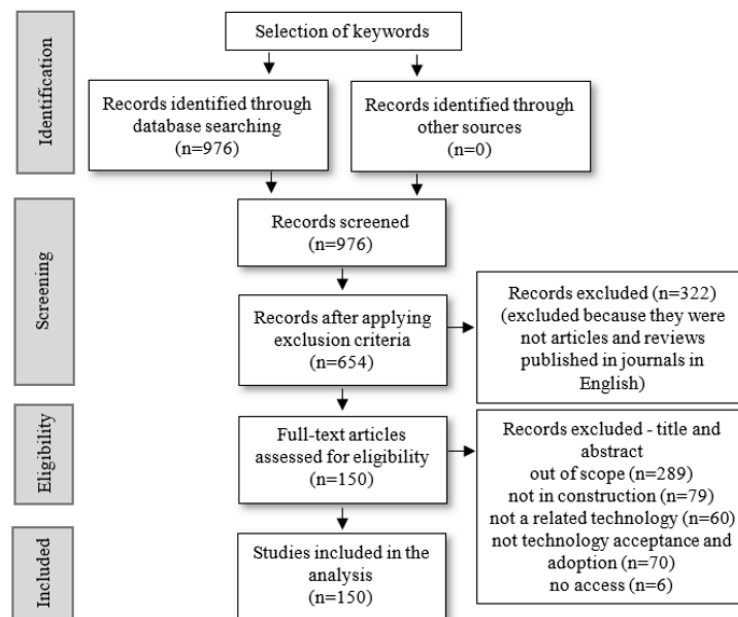 Selection of keywords
Identification
Records identified through
database searching
(n=976)
Records identified through
other sources
(n=0)
Screening
Records screened
(n=976)
Records after applying
exclusion criteria
(n=654)
Records excluded (n=322)
(excluded because they were
not articles and reviews
published in journals in
English)
Eligibility
Full-text articles
assessed for eligibility
(n=150)
Records excluded - title and
abstract
out of scope (n=289)
not in construction (n=79)
not a related technology (n=60)
not technology acceptance and
adoption (n=70)
no access (n=6)
Included
Studies included in the
analysis
(n=150)